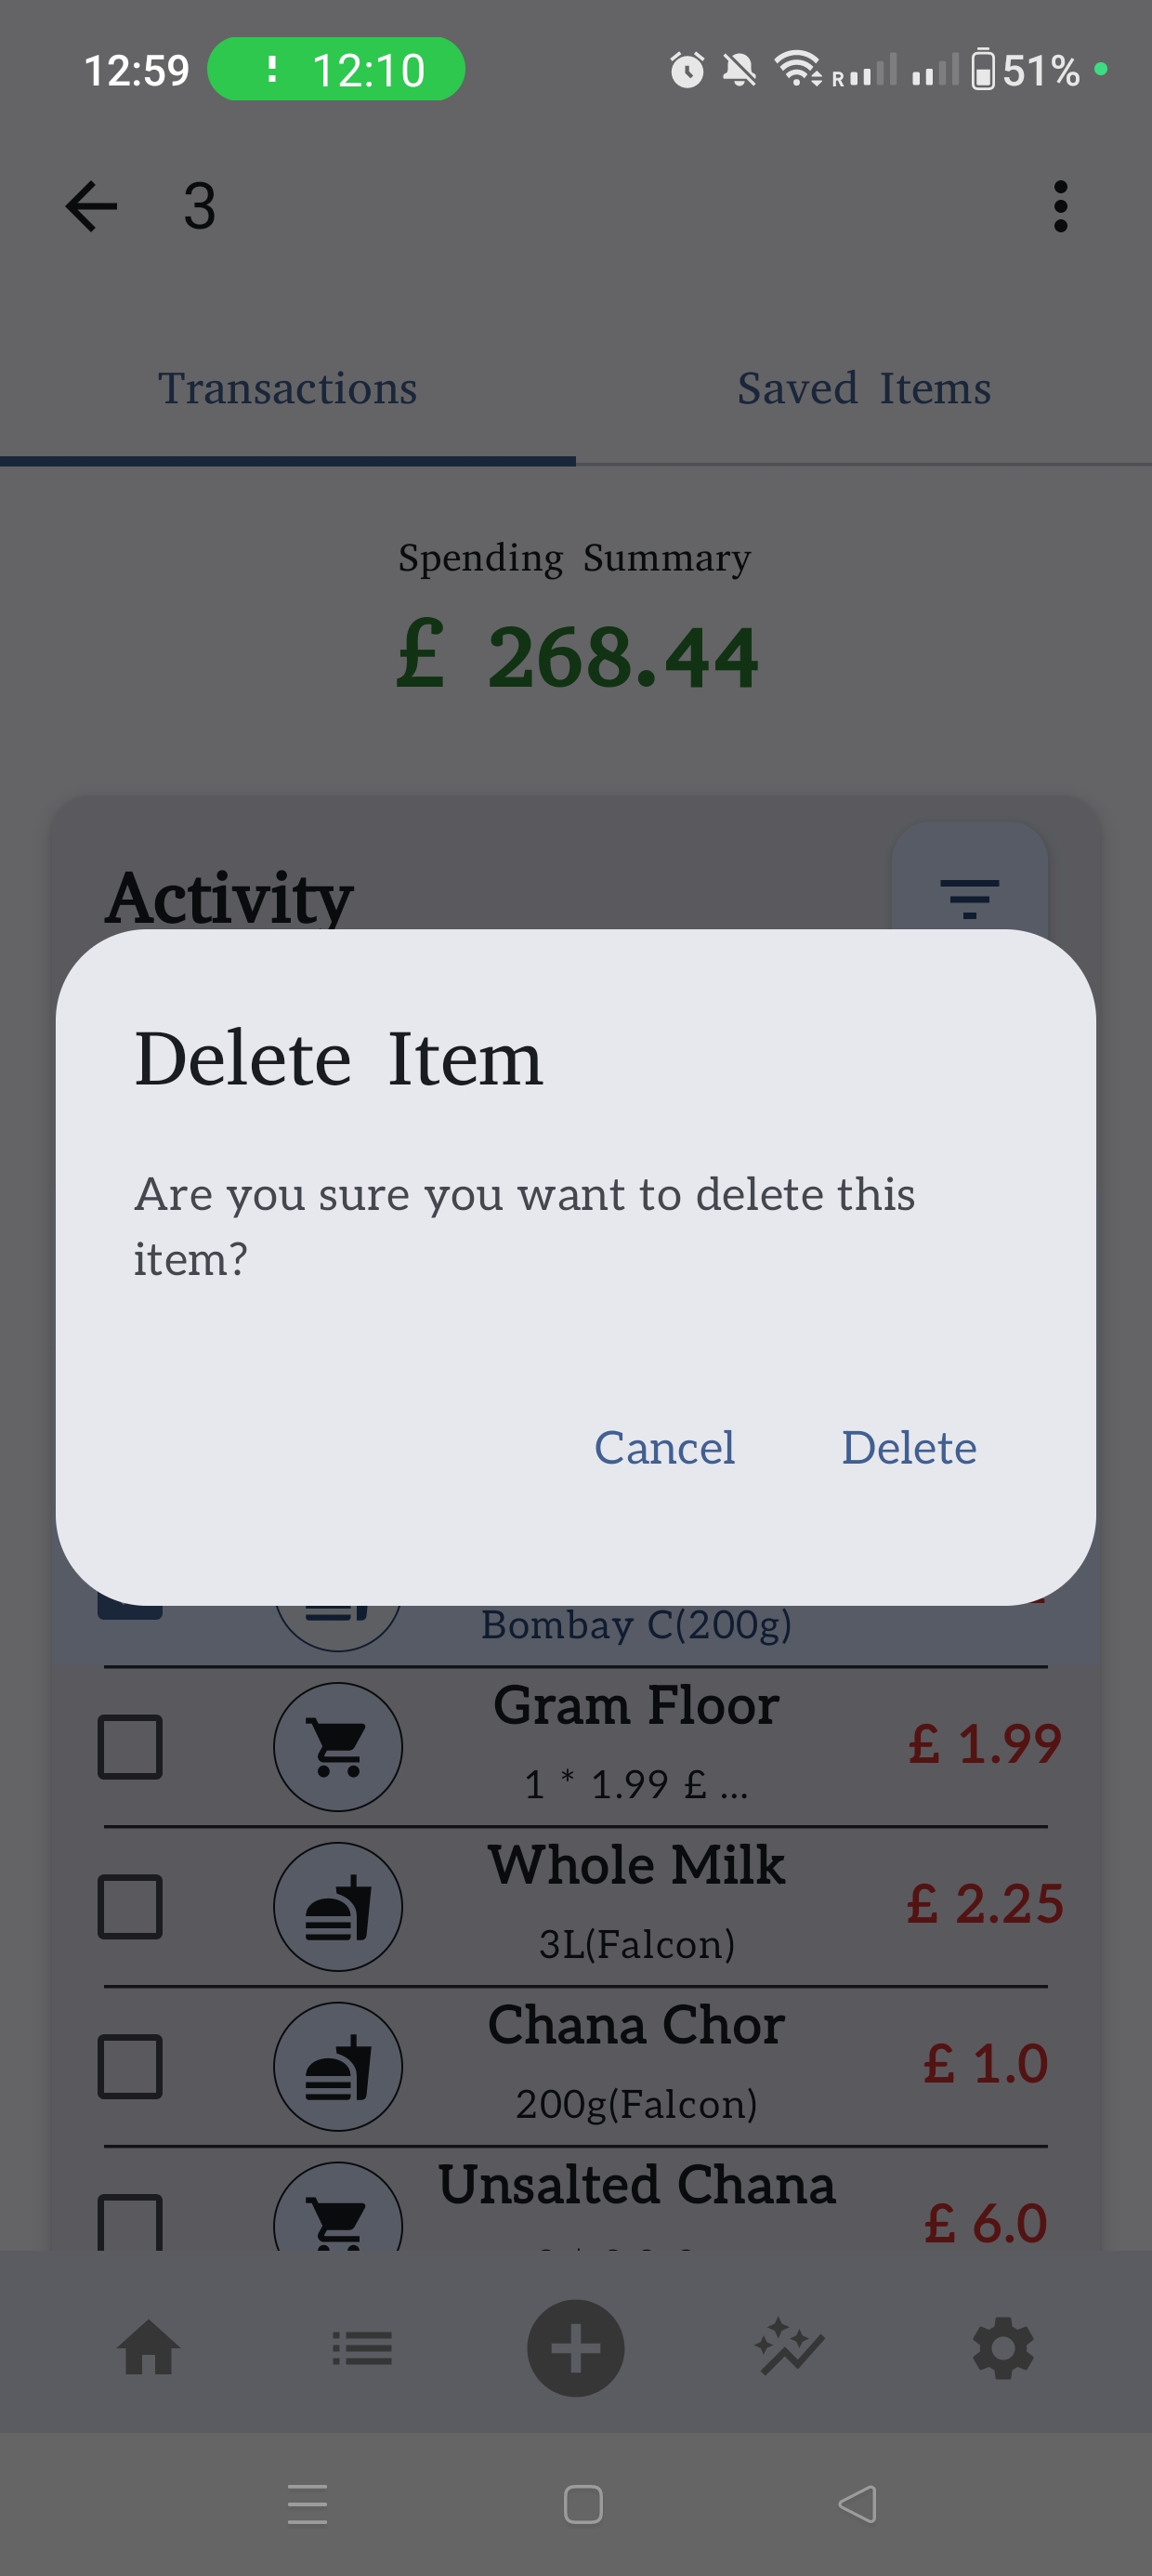 12:59 12:10 R 51%
3
Transactions Saved Items
Spending Summary
£ 268.44
Activity
Delete Item
Are you sure you want to delete this
item?
Cancel Delete
Bombay C(200g)
Gram Floor
£ 1.99
1 * 1.99 £ ...
Whole Milk
£ 2.25
3L(Falcon)
Chana Chor
£ 1.0
200g(Falcon)
Unsalted Chana
£ 6.0